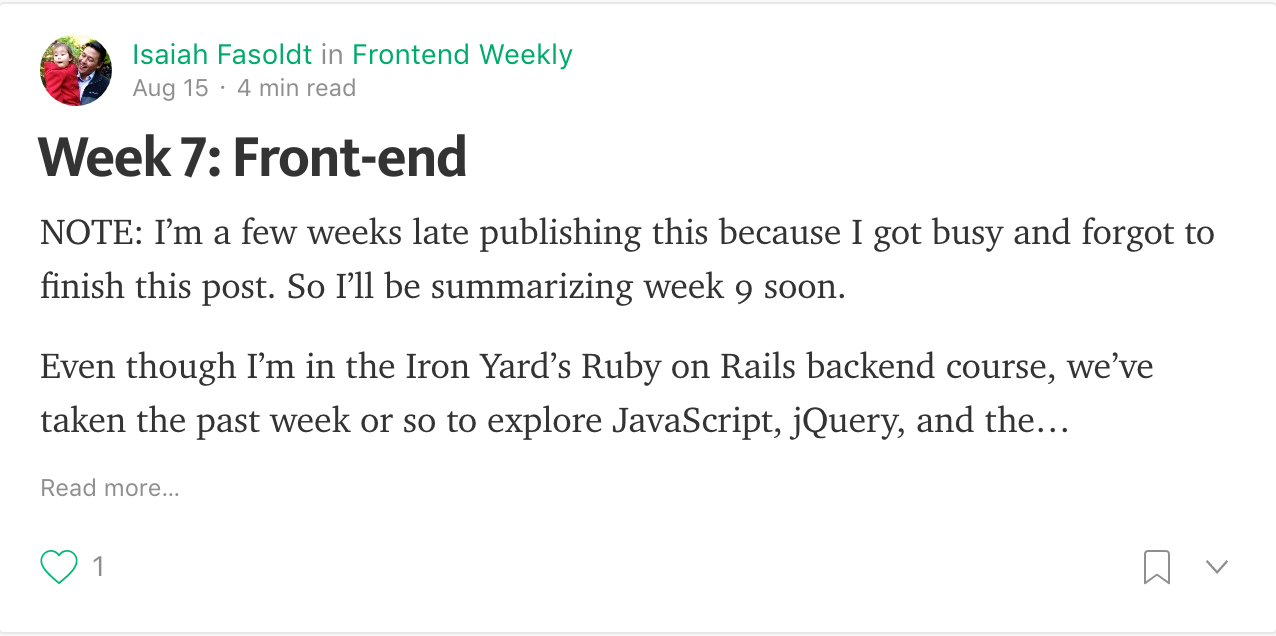 Isaiah Fasoldt in Frontend Weekly
Aug 15 · 4 min read
Week 7: Front-end
NOTE: I’m a few weeks late publishing this because I got busy and forgot to
finish this post. So I’ll be summarizing week 9 soon.
Even though I’m in the Iron Yard’s Ruby on Rails backend course, we’ve
taken the past week or so to explore JavaScript, jQuery, and the…
Read more…
1